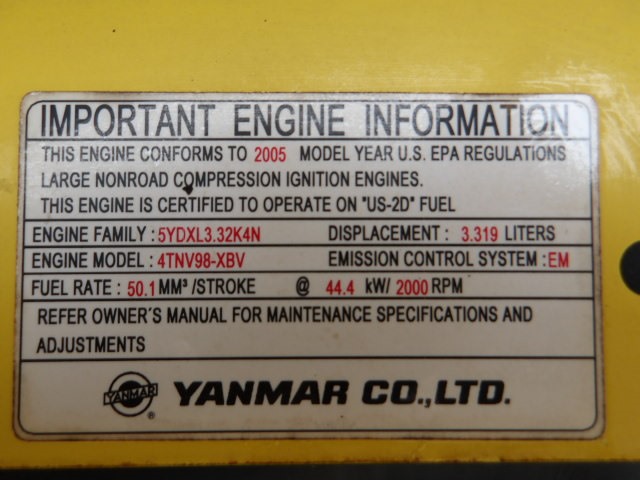 IMPORTANT ENGINE INFORMATION
THIS ENGINE CONFORMS TO 2005 MODEL YEAR U.S. EPA REGULATIONS
LARGE NONROAD COMPRESSION IGNITION ENGINES.
THIS ENGINE IS CERTIFIED TO OPERATE ON "US-2D" FUEL
ENGINE FAMILY : 5YDXL3.32K4N DISPLACEMENT : 3.319 LITERS
ENGINE MODEL : 4TNV98-XBV EMISSION CONTROL SYSTEM : EM
FUEL RATE : 50.1 MM³ /STROKE @ 44.4 kW/ 2000 RPM
REFER OWNER´S MANUAL FOR MAINTENANCE SPECIFICATIONS AND
ADJUSTMENTS
YANMAR ® YANMAR CO.,LTD.